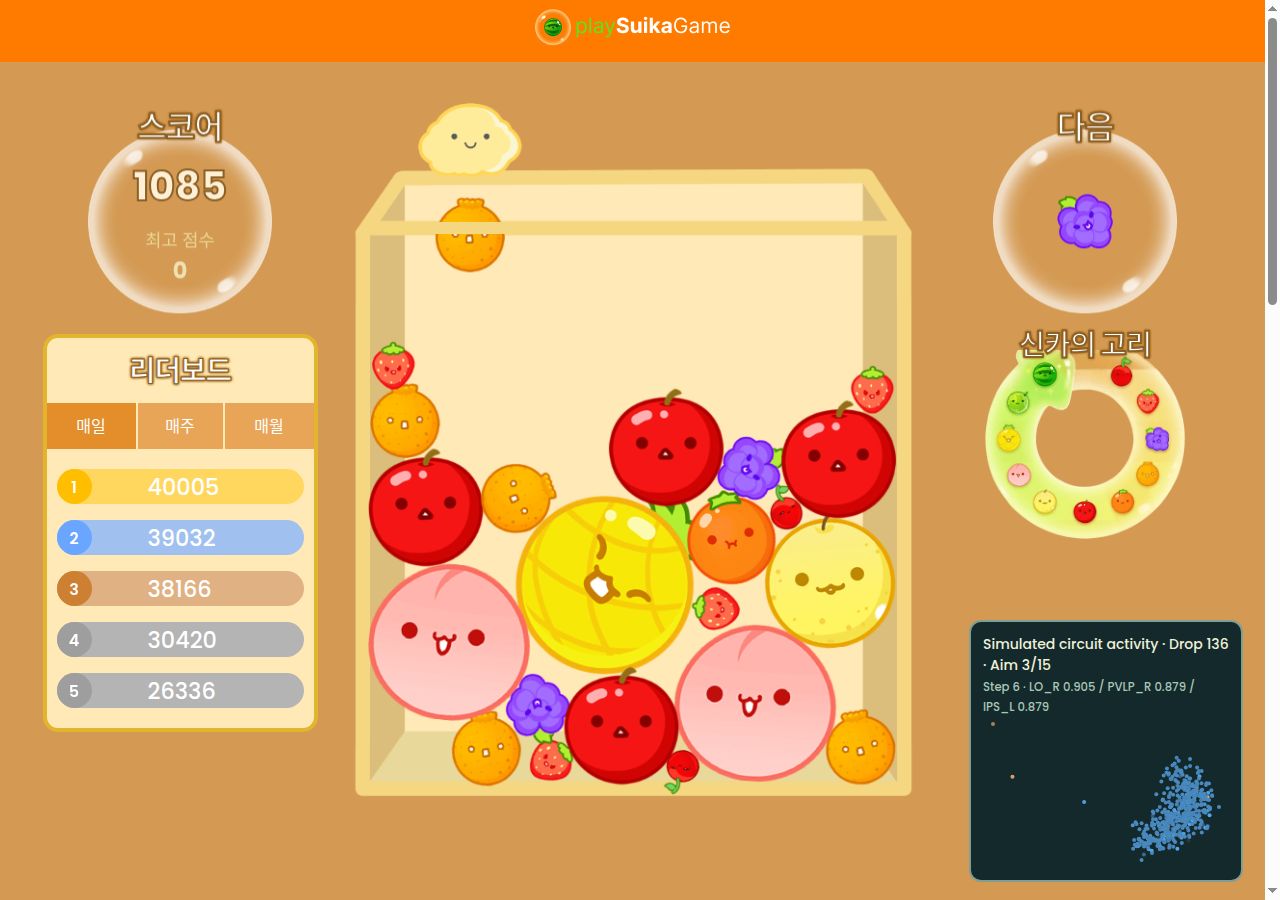 playSuikaGame
스코어
1085
최고 점수
0
다음
리더보드
매일 매주 매월
1 40005
2 39032
3 38166
4 30420
5 26336
신카의 고리
Simulated circuit activity · Drop 136
· Aim 3/15
Step 6 · LO_R 0.905 / PVLP_R 0.879 /
IPS_L 0.879